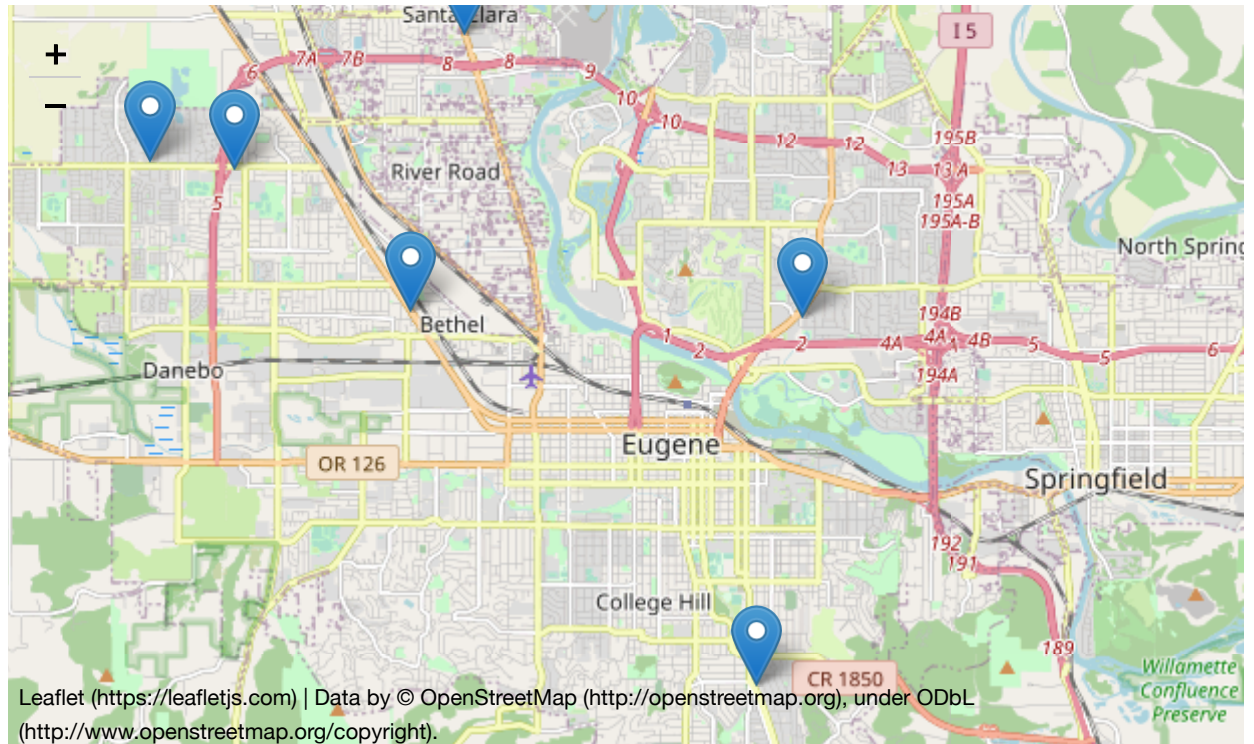 Santa Clara
I 5
+
−
6
7A
7B
8
8
9
10
10
12
12
13
13 A
195B
195A
195A-B
River Road
5
North Spring
194B
Bethel
1
2
2
4A
4A
4B
5
5
6
194A
Danebo
Eugene
OR 126
Springfield
192
191
College Hill
189
CR 1850
Willamette
Confluence
Preserve
Leaflet (https://leafletjs.com) | Data by © OpenStreetMap (http://openstreetmap.org), under ODbL
(http://www.openstreetmap.org/copyright).